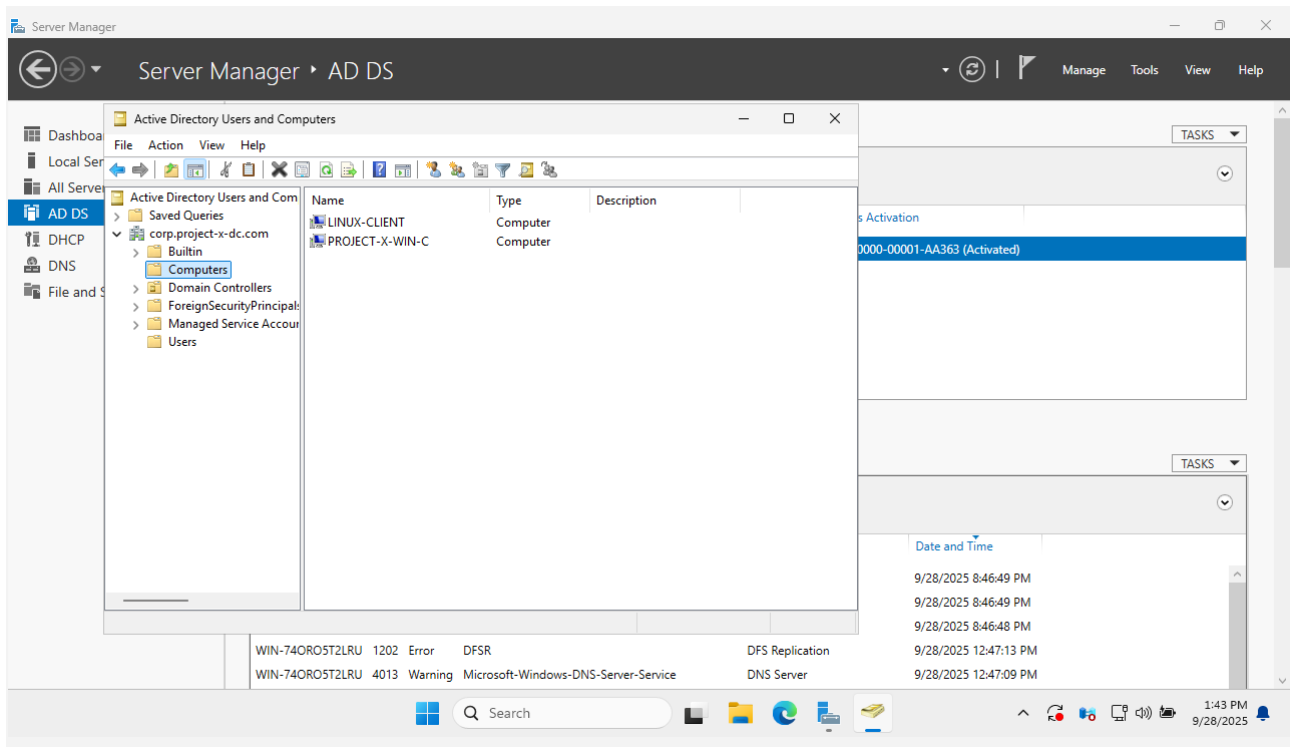 Server Manager
Server Manager ‣ AD DS
Manage Tools View Help
Dashboa
Local Ser
All Server
AD DS
DHCP
DNS
File and S
Active Directory Users and Computers
File Action View Help
Active Directory Users and Com
Saved Queries
corp.project-x-dc.com
Builtin
Computers
Domain Controllers
ForeignSecurityPrincipals
Managed Service Accour
Users
Name Type Description
LINUX-CLIENT Computer
PROJECT-X-WIN-C Computer
TASKS
s Activation
0000-00001-AA363 (Activated)
TASKS
Date and Time
9/28/2025 8:46:49 PM
9/28/2025 8:46:49 PM
9/28/2025 8:46:48 PM
WIN-74ORO5T2LRU 1202 Error DFSR DFS Replication 9/28/2025 12:47:13 PM
WIN-74ORO5T2LRU 4013 Warning Microsoft-Windows-DNS-Server-Service DNS Server 9/28/2025 12:47:09 PM
Search
1:43 PM
9/28/2025